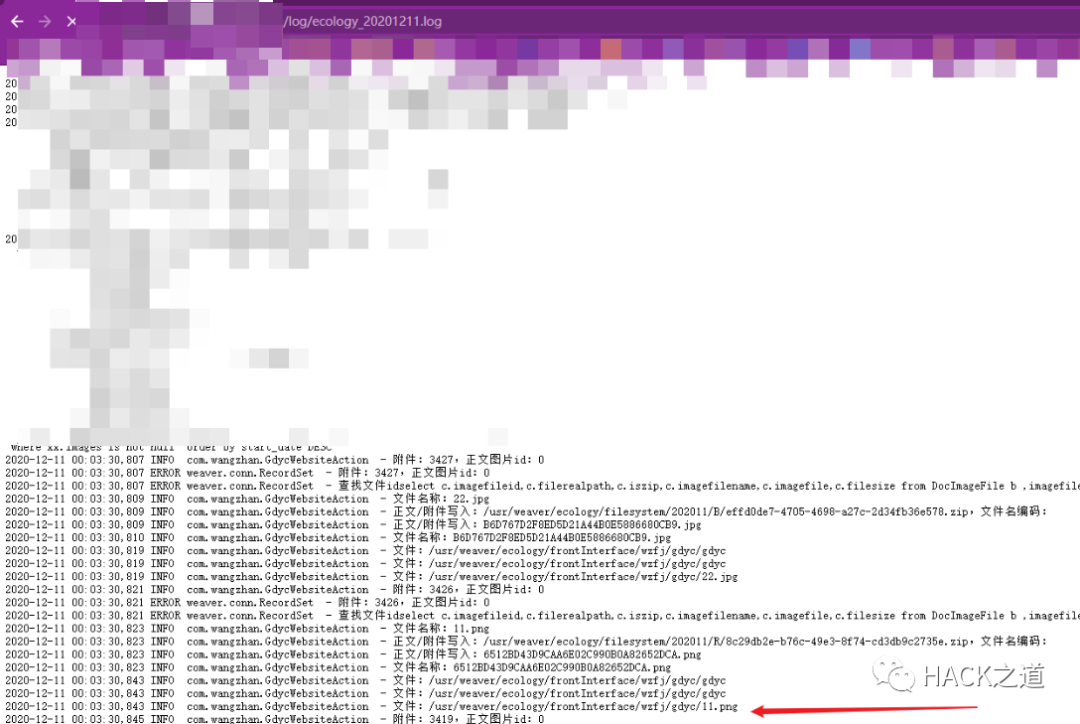 /log/ecology_20201211.log
20
20
20
20
20
where xx.images is not null  order by start_date DESC
2020-12-11 00:03:30,807 INFO  com.wangzhan.GdycWebsiteAction  - 附件：3427，正文图片id：0
2020-12-11 00:03:30,807 ERROR weaver.conn.RecordSet  - 附件：3427，正文图片id：0
2020-12-11 00:03:30,807 ERROR weaver.conn.RecordSet  - 查找文件idselect c.imagefileid,c.filerealpath,c.iszip,c.imagefilename,c.imagefile,c.filesize from DocImageFile b ,imagefile
2020-12-11 00:03:30,809 INFO  com.wangzhan.GdycWebsiteAction  - 文件名称：22.jpg
2020-12-11 00:03:30,809 INFO  com.wangzhan.GdycWebsiteAction  - 正文/附件写入：/usr/weaver/ecology/filesystem/202011/B/effd0de7-4705-4698-a27c-2d34fb36e578.zip，文件名编码：
2020-12-11 00:03:30,809 INFO  com.wangzhan.GdycWebsiteAction  - 正文/附件写入：B6D767D2F8ED5D21A44B0E5886680CB9.jpg
2020-12-11 00:03:30,810 INFO  com.wangzhan.GdycWebsiteAction  - 文件名称：B6D767D2F8ED5D21A44B0E5886680CB9.jpg
2020-12-11 00:03:30,819 INFO  com.wangzhan.GdycWebsiteAction  - 文件：/usr/weaver/ecology/frontInterface/wzfj/gdyc/gdyc
2020-12-11 00:03:30,819 INFO  com.wangzhan.GdycWebsiteAction  - 文件：/usr/weaver/ecology/frontInterface/wzfj/gdyc/gdyc
2020-12-11 00:03:30,819 INFO  com.wangzhan.GdycWebsiteAction  - 文件：/usr/weaver/ecology/frontInterface/wzfj/gdyc/22.jpg
2020-12-11 00:03:30,821 INFO  com.wangzhan.GdycWebsiteAction  - 附件：3426，正文图片id：0
2020-12-11 00:03:30,821 ERROR weaver.conn.RecordSet  - 附件：3426，正文图片id：0
2020-12-11 00:03:30,821 ERROR weaver.conn.RecordSet  - 查找文件idselect c.imagefileid,c.filerealpath,c.iszip,c.imagefilename,c.imagefile,c.filesize from DocImageFile b ,imagefile
2020-12-11 00:03:30,823 INFO  com.wangzhan.GdycWebsiteAction  - 文件名称：11.png
2020-12-11 00:03:30,823 INFO  com.wangzhan.GdycWebsiteAction  - 正文/附件写入：/usr/weaver/ecology/filesystem/202011/R/8c29db2e-b76c-49e3-8f74-cd3db9c2735e.zip，文件名编码：
2020-12-11 00:03:30,823 INFO  com.wangzhan.GdycWebsiteAction  - 正文/附件写入：6512BD43D9CAA6E02C990B0A82652DCA.png
2020-12-11 00:03:30,823 INFO  com.wangzhan.GdycWebsiteAction  - 文件名称：6512BD43D9CAA6E02C990B0A82652DCA.png
2020-12-11 00:03:30,843 INFO  com.wangzhan.GdycWebsiteAction  - 文件：/usr/weaver/ecology/frontInterface/wzfj/gdyc/gdyc
2020-12-11 00:03:30,843 INFO  com.wangzhan.GdycWebsiteAction  - 文件：/usr/weaver/ecology/frontInterface/wzfj/gdyc/gdyc
2020-12-11 00:03:30,843 INFO  com.wangzhan.GdycWebsiteAction  - 文件：/usr/weaver/ecology/frontInterface/wzfj/gdyc/11.png
2020-12-11 00:03:30,845 INFO  com.wangzhan.GdycWebsiteAction  - 附件：3419，正文图片id：0
HACK之道